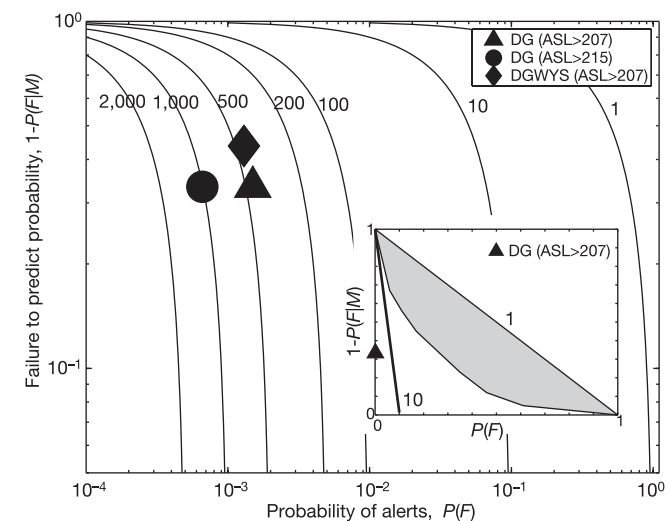 10⁰
DG (ASL>207)
DG (ASL>215)
DGWYS (ASL>207)
2,000 1,000 500 200 100 10 1
Failure to predict probability, 1-P(F|M)
10⁻¹
1
DG (ASL>207)
1-P(F|M)
1
10
0
0 P(F) 1
10⁻⁴ 10⁻³ 10⁻² 10⁻¹ 10⁰
Probability of alerts, P(F)